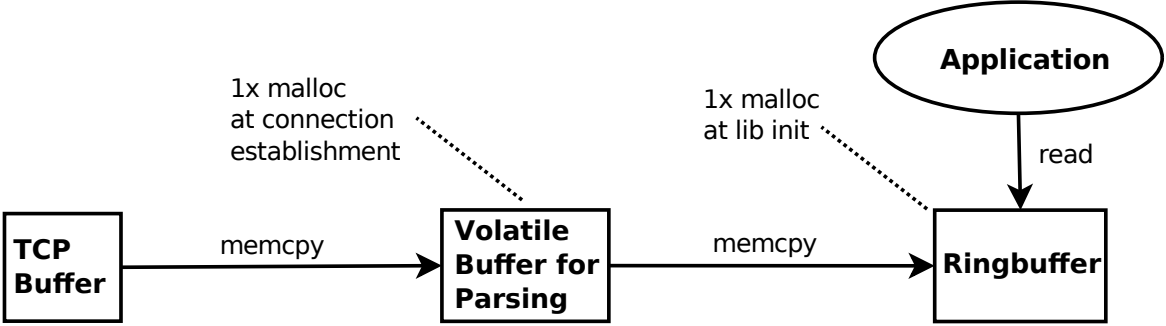 1x malloc
at connection
establishment
1x malloc
at lib init
Application
read
TCP
Buffer
memcpy
Volatile
Buffer for
Parsing
memcpy
Ringbuffer